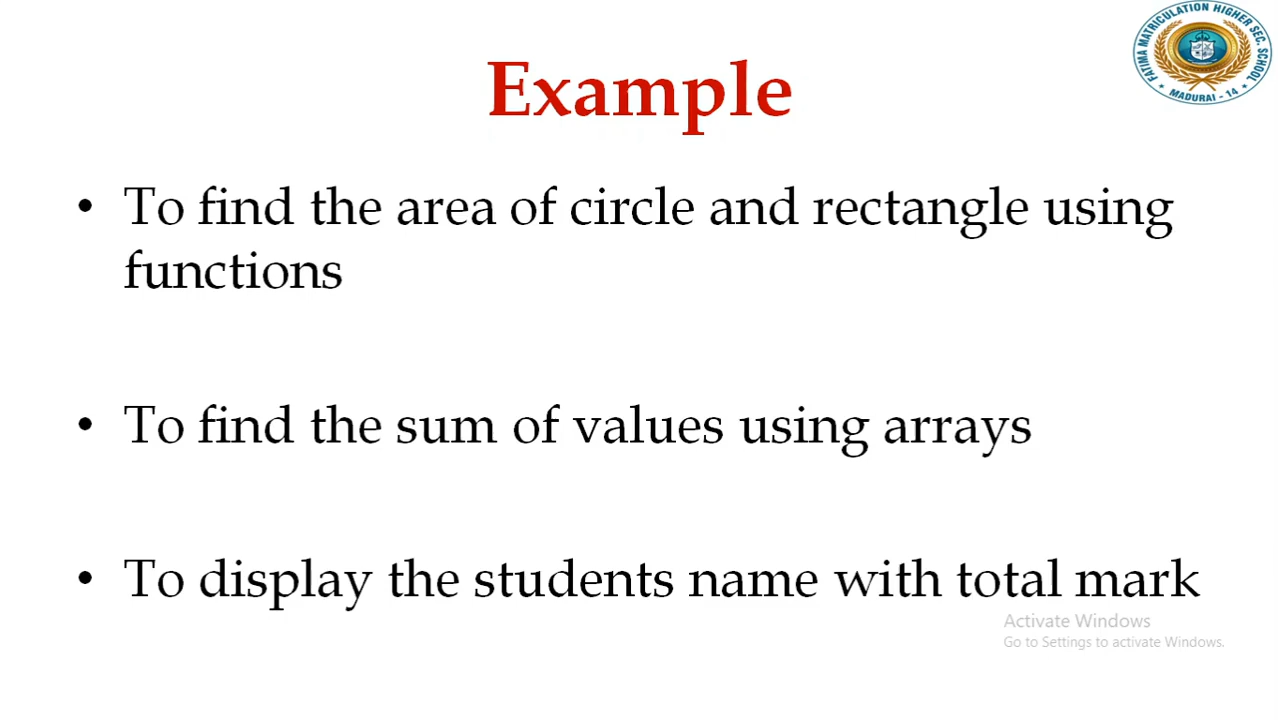 FATIMA MATRICULATION HIGHER SEC. SCHOOL
* MADURAI - 14 *
Example
• To find the area of circle and rectangle using
functions
• To find the sum of values using arrays
• To display the students name with total mark
Activate Windows
Go to Settings to activate Windows.